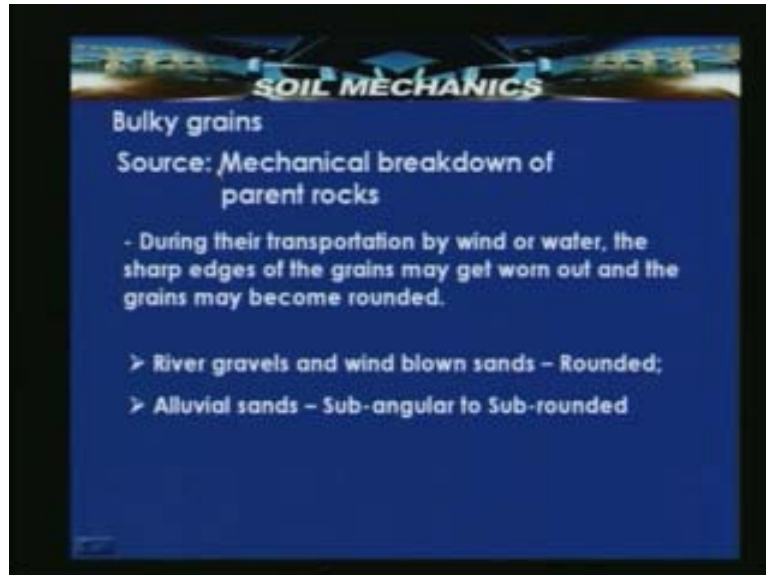 SOIL MECHANICS
Bulky grains
Source: Mechanical breakdown of
parent rocks
- During their transportation by wind or water, the
sharp edges of the grains may get worn out and the
grains may become rounded.
➢ River gravels and wind blown sands – Rounded;
➢ Alluvial sands – Sub-angular to Sub-rounded